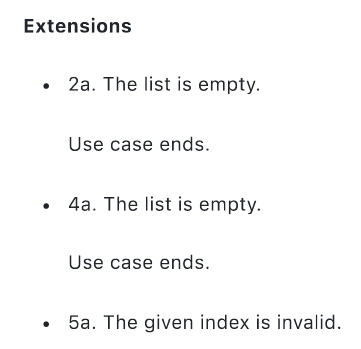 Extensions
• 2a. The list is empty.
Use case ends.
• 4a. The list is empty.
Use case ends.
• 5a. The given index is invalid.